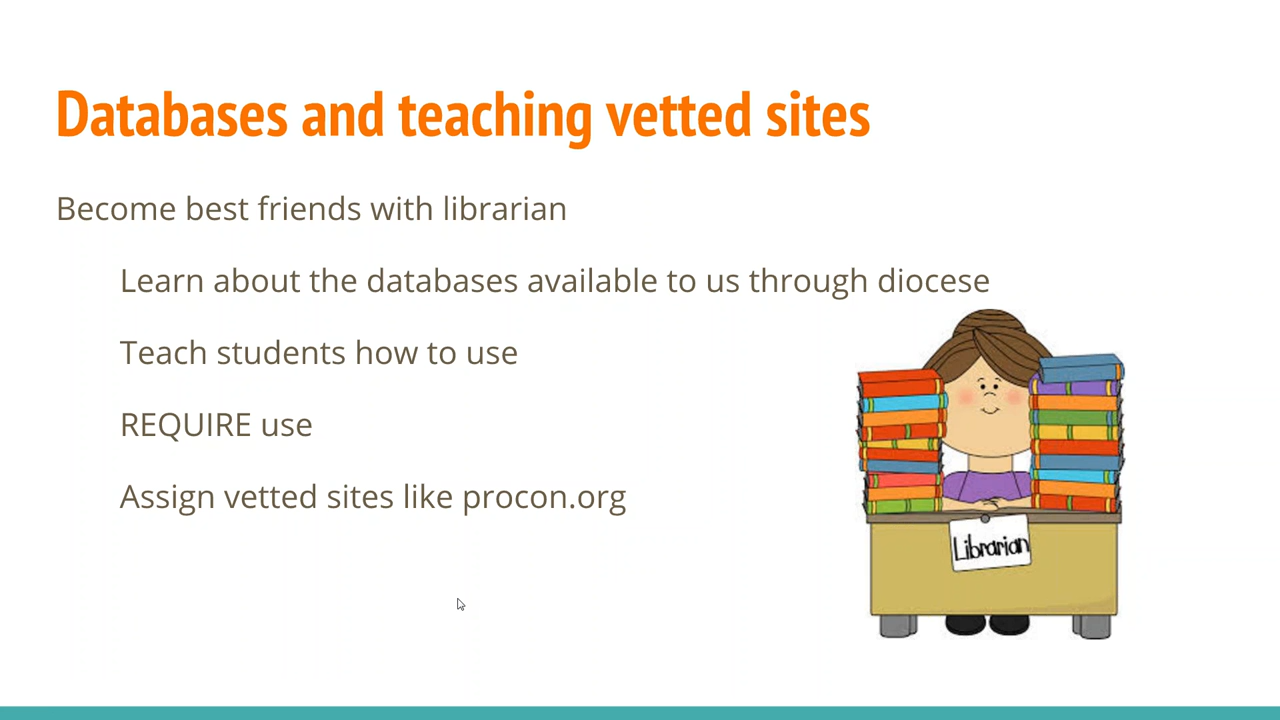 Databases and teaching vetted sites
Become best friends with librarian
Learn about the databases available to us through diocese
Teach students how to use
REQUIRE use
Assign vetted sites like procon.org
Librarian